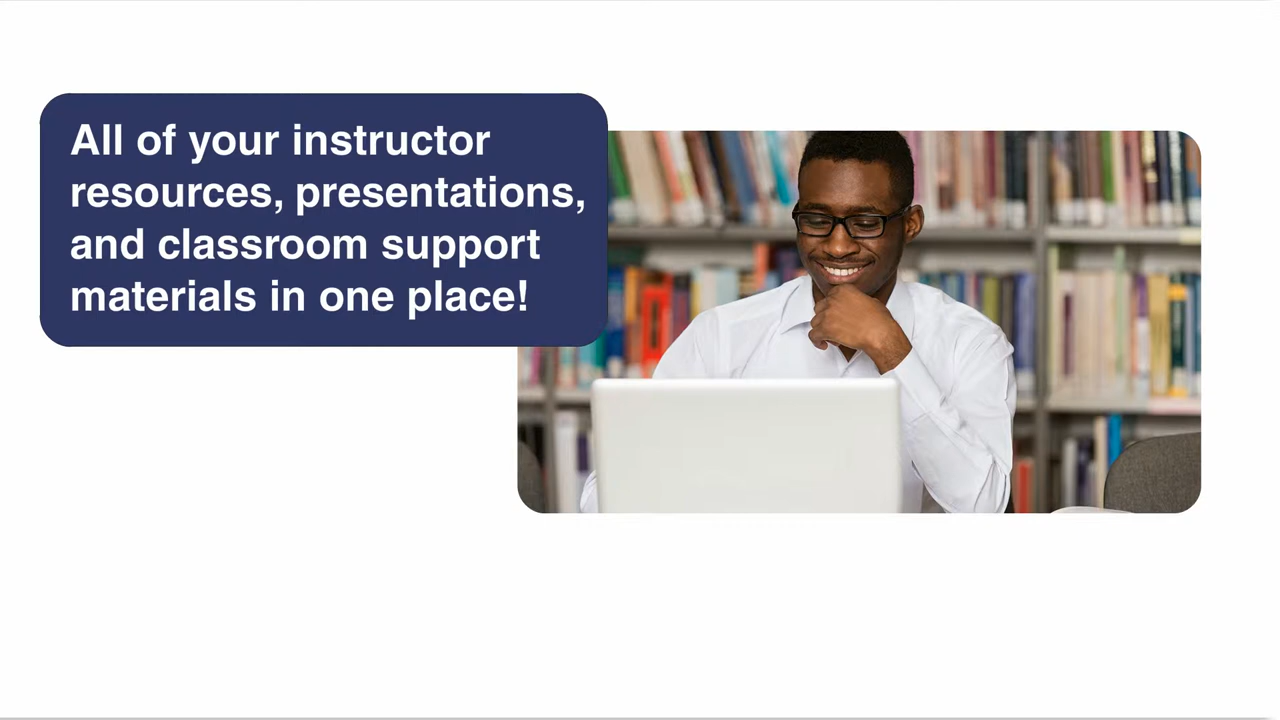 All of your instructor
resources, presentations,
and classroom support
materials in one place!